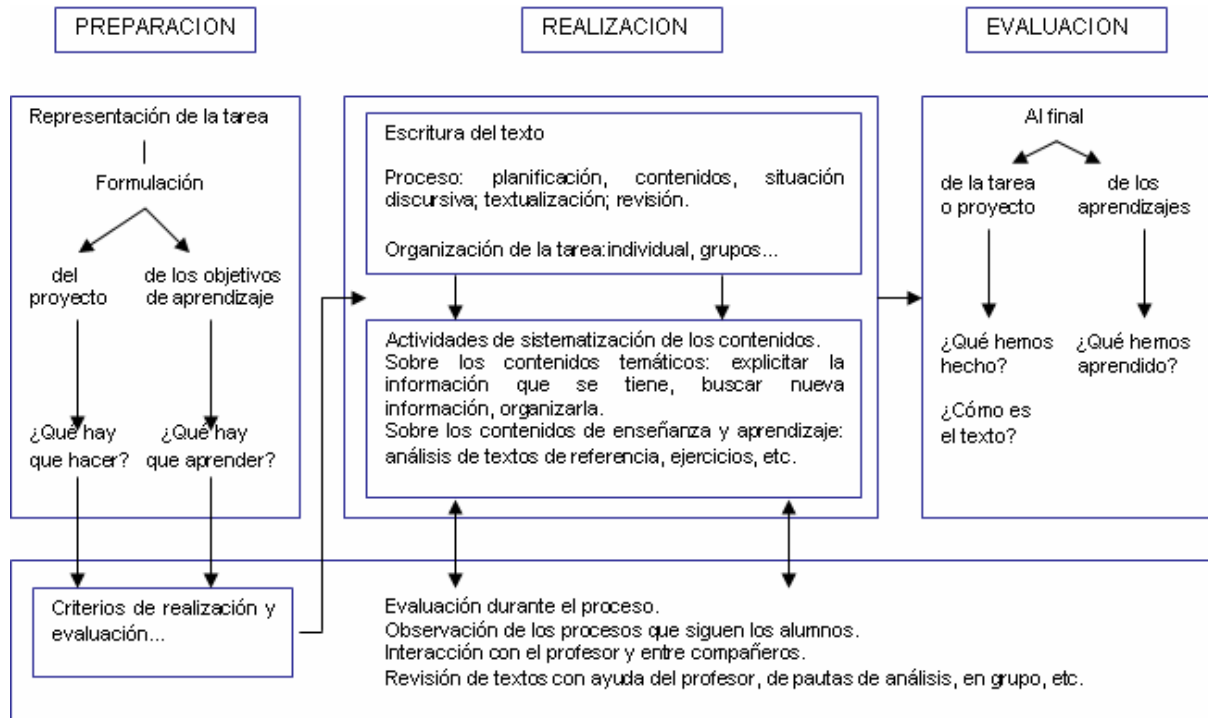 PREPARACION
REALIZACION
EVALUACION
Representación de la tarea
Formulación
del
proyecto
de los objetivos
de aprendizaje
¿Qué hay
que hacer?
¿Qué hay
que aprender?
Criterios de realización y
evaluación...
Escritura del texto
Proceso: planificación, contenidos, situación
discursiva; textualización; revisión.
Organización de la tarea:individual, grupos...
Actividades de sistematización de los contenidos.
Sobre los contenidos temáticos: explicitar la
información que se tiene, buscar nueva
información, organizarla.
Sobre los contenidos de enseñanza y aprendizaje:
análisis de textos de referencia, ejercicios, etc.
Evaluación durante el proceso.
Observación de los procesos que siguen los alumnos.
Interacción con el profesor y entre compañeros.
Revisión de textos con ayuda del profesor, de pautas de análisis, en grupo, etc.
Al final
de la tarea
o proyecto
de los
aprendizajes
¿Qué hemos
hecho?
¿Qué hemos
aprendido?
¿Cómo es
el texto?